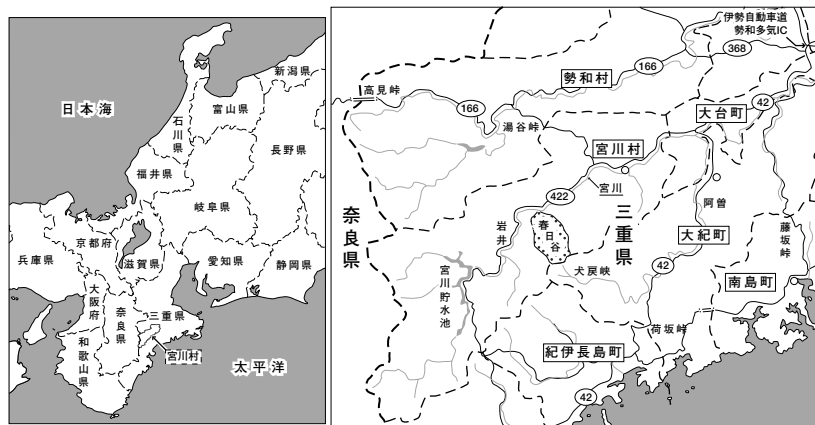 日本海
新潟県
富山県
石川県
長野県
福井県
岐阜県
京都府
兵庫県
滋賀県
愛知県
静岡県
大阪府
奈良県
三重県
和歌山県
宮川村
太平洋
伊勢自動車道
勢和多気IC
368
166
勢和村
高見峠
42
166
大台町
湯谷峠
宮川村
422
宮川
阿曽
奈良県
岩井
春日谷
三重県
大紀町
藤坂峠
犬戻峡
42
宮川貯水池
南島町
荷坂峠
紀伊長島町
42